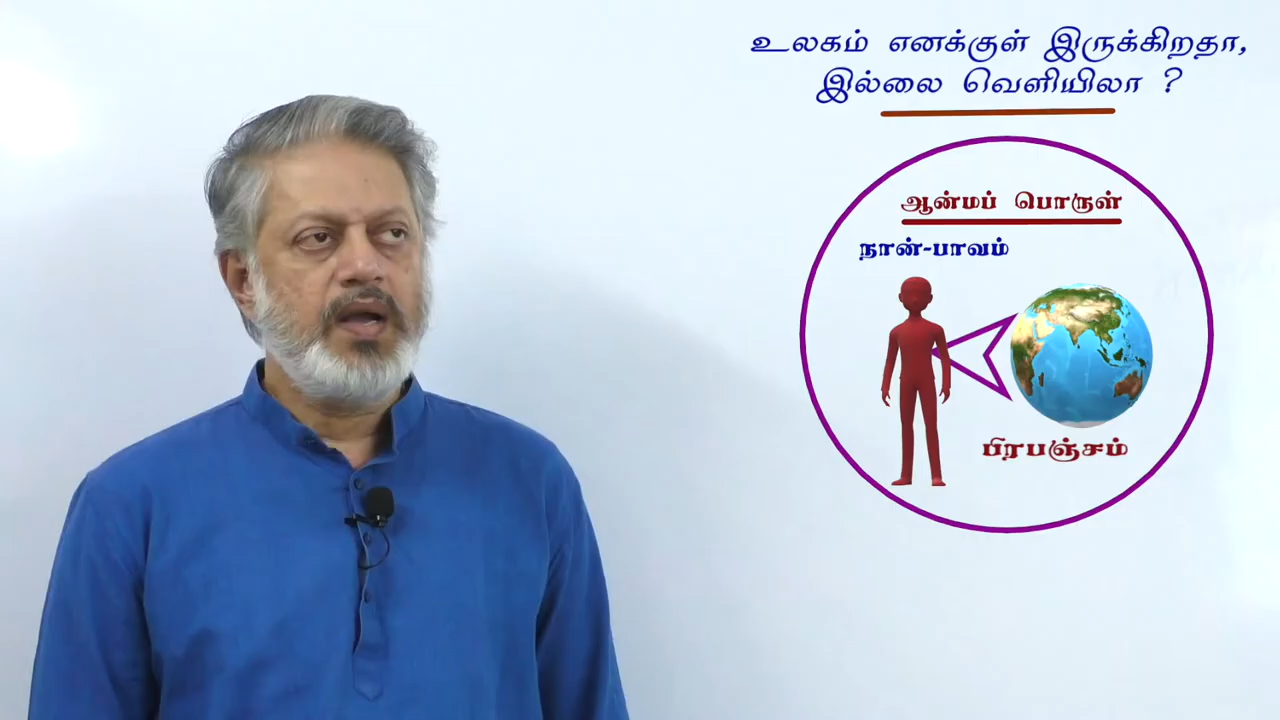 உலகம் எனக்குள் இருக்கிறதா,
இல்லை வெளியிலா ?
ஆன்மப் பொருள்
நான்-பாவம்
பிரபஞ்சம்